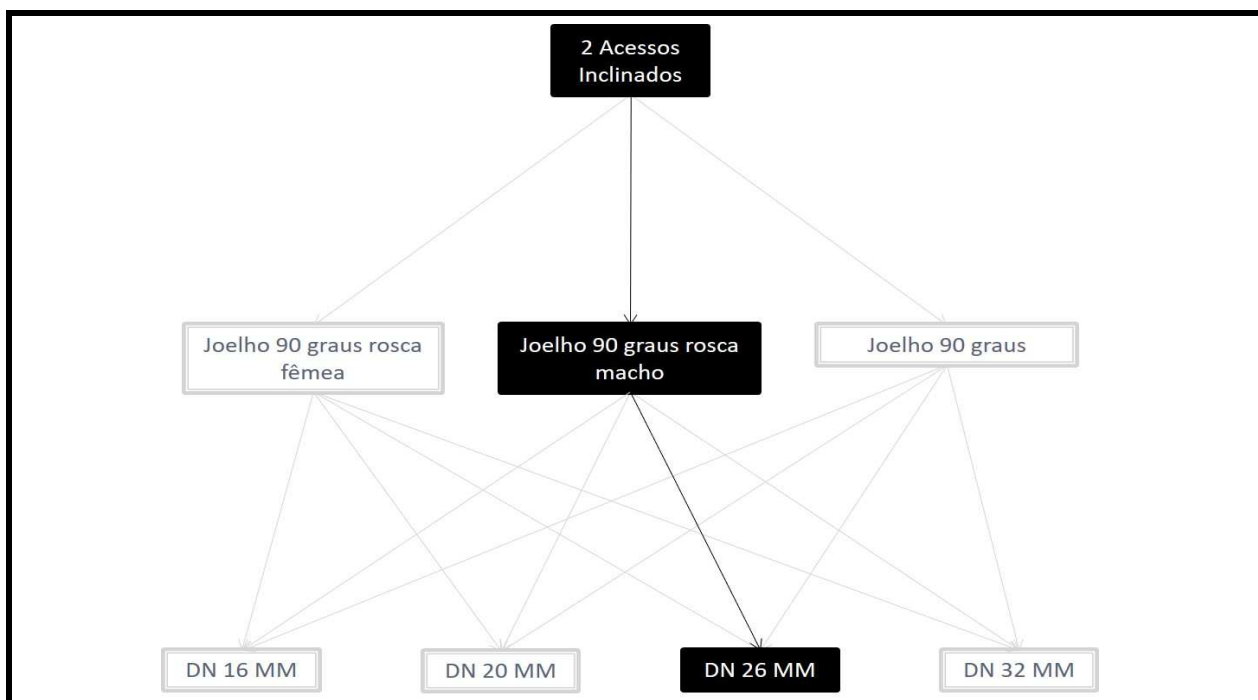 2 Acessos
Inclinados
Joelho 90 graus rosca
fêmea
Joelho 90 graus rosca
macho
Joelho 90 graus
DN 16 MM
DN 20 MM
DN 26 MM
DN 32 MM